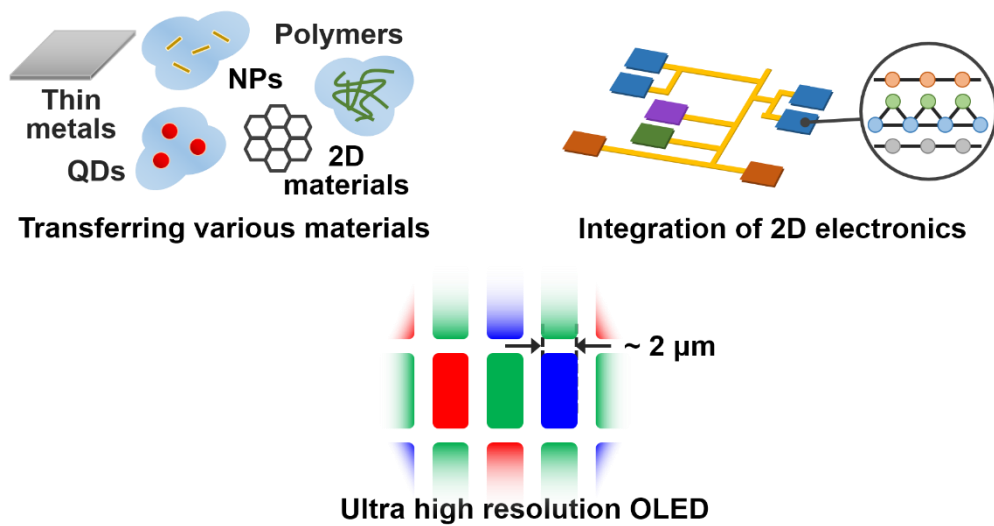 Polymers
NPs
Thin
metals
QDs
2D
materials
Transferring various materials
Integration of 2D electronics
~ 2 μm
Ultra high resolution OLED